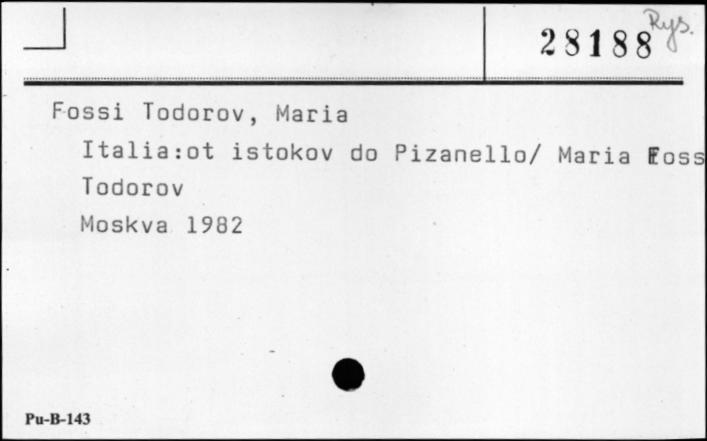 Rys.
28188
Fossi Todorov, Maria
Italia:ot istokov do Pizanello/ Maria Foss
Todorov
Moskva 1982
Pu-B-143